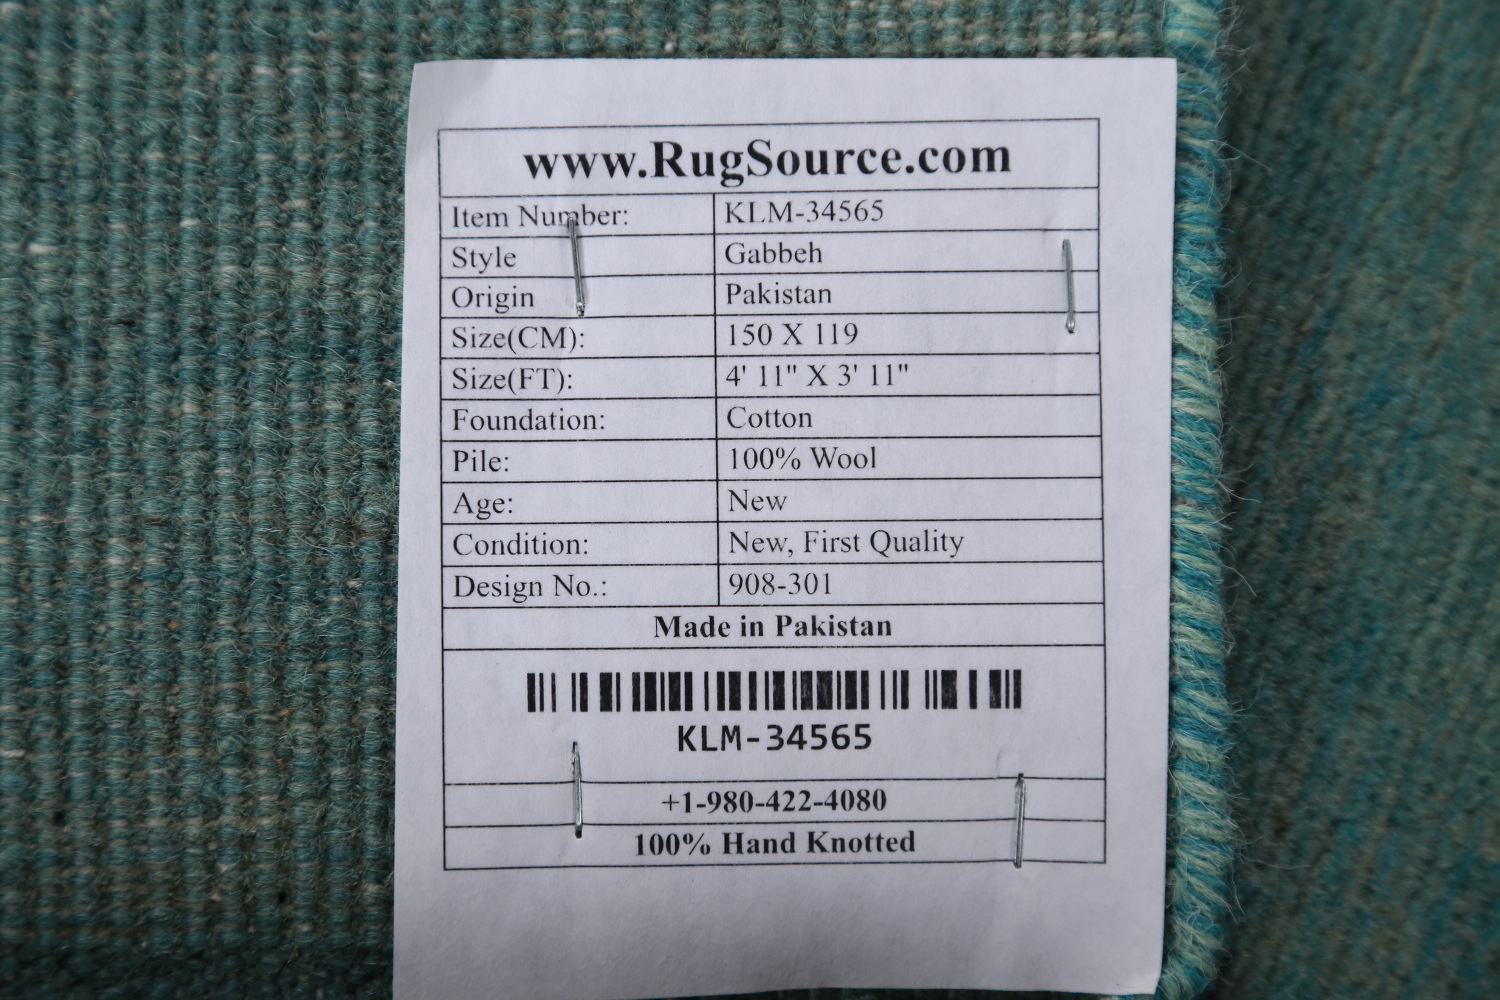 www.RugSource.com
Item Number: KLM-34565
Style Gabbeh
Origin Pakistan
Size(CM): 150 X 119
Size(FT): 4' 11" X 3' 11"
Foundation: Cotton
Pile: 100% Wool
Age: New
Condition: New, First Quality
Design No.: 908-301
Made in Pakistan
KLM-34565
+1-980-422-4080
100% Hand Knotted